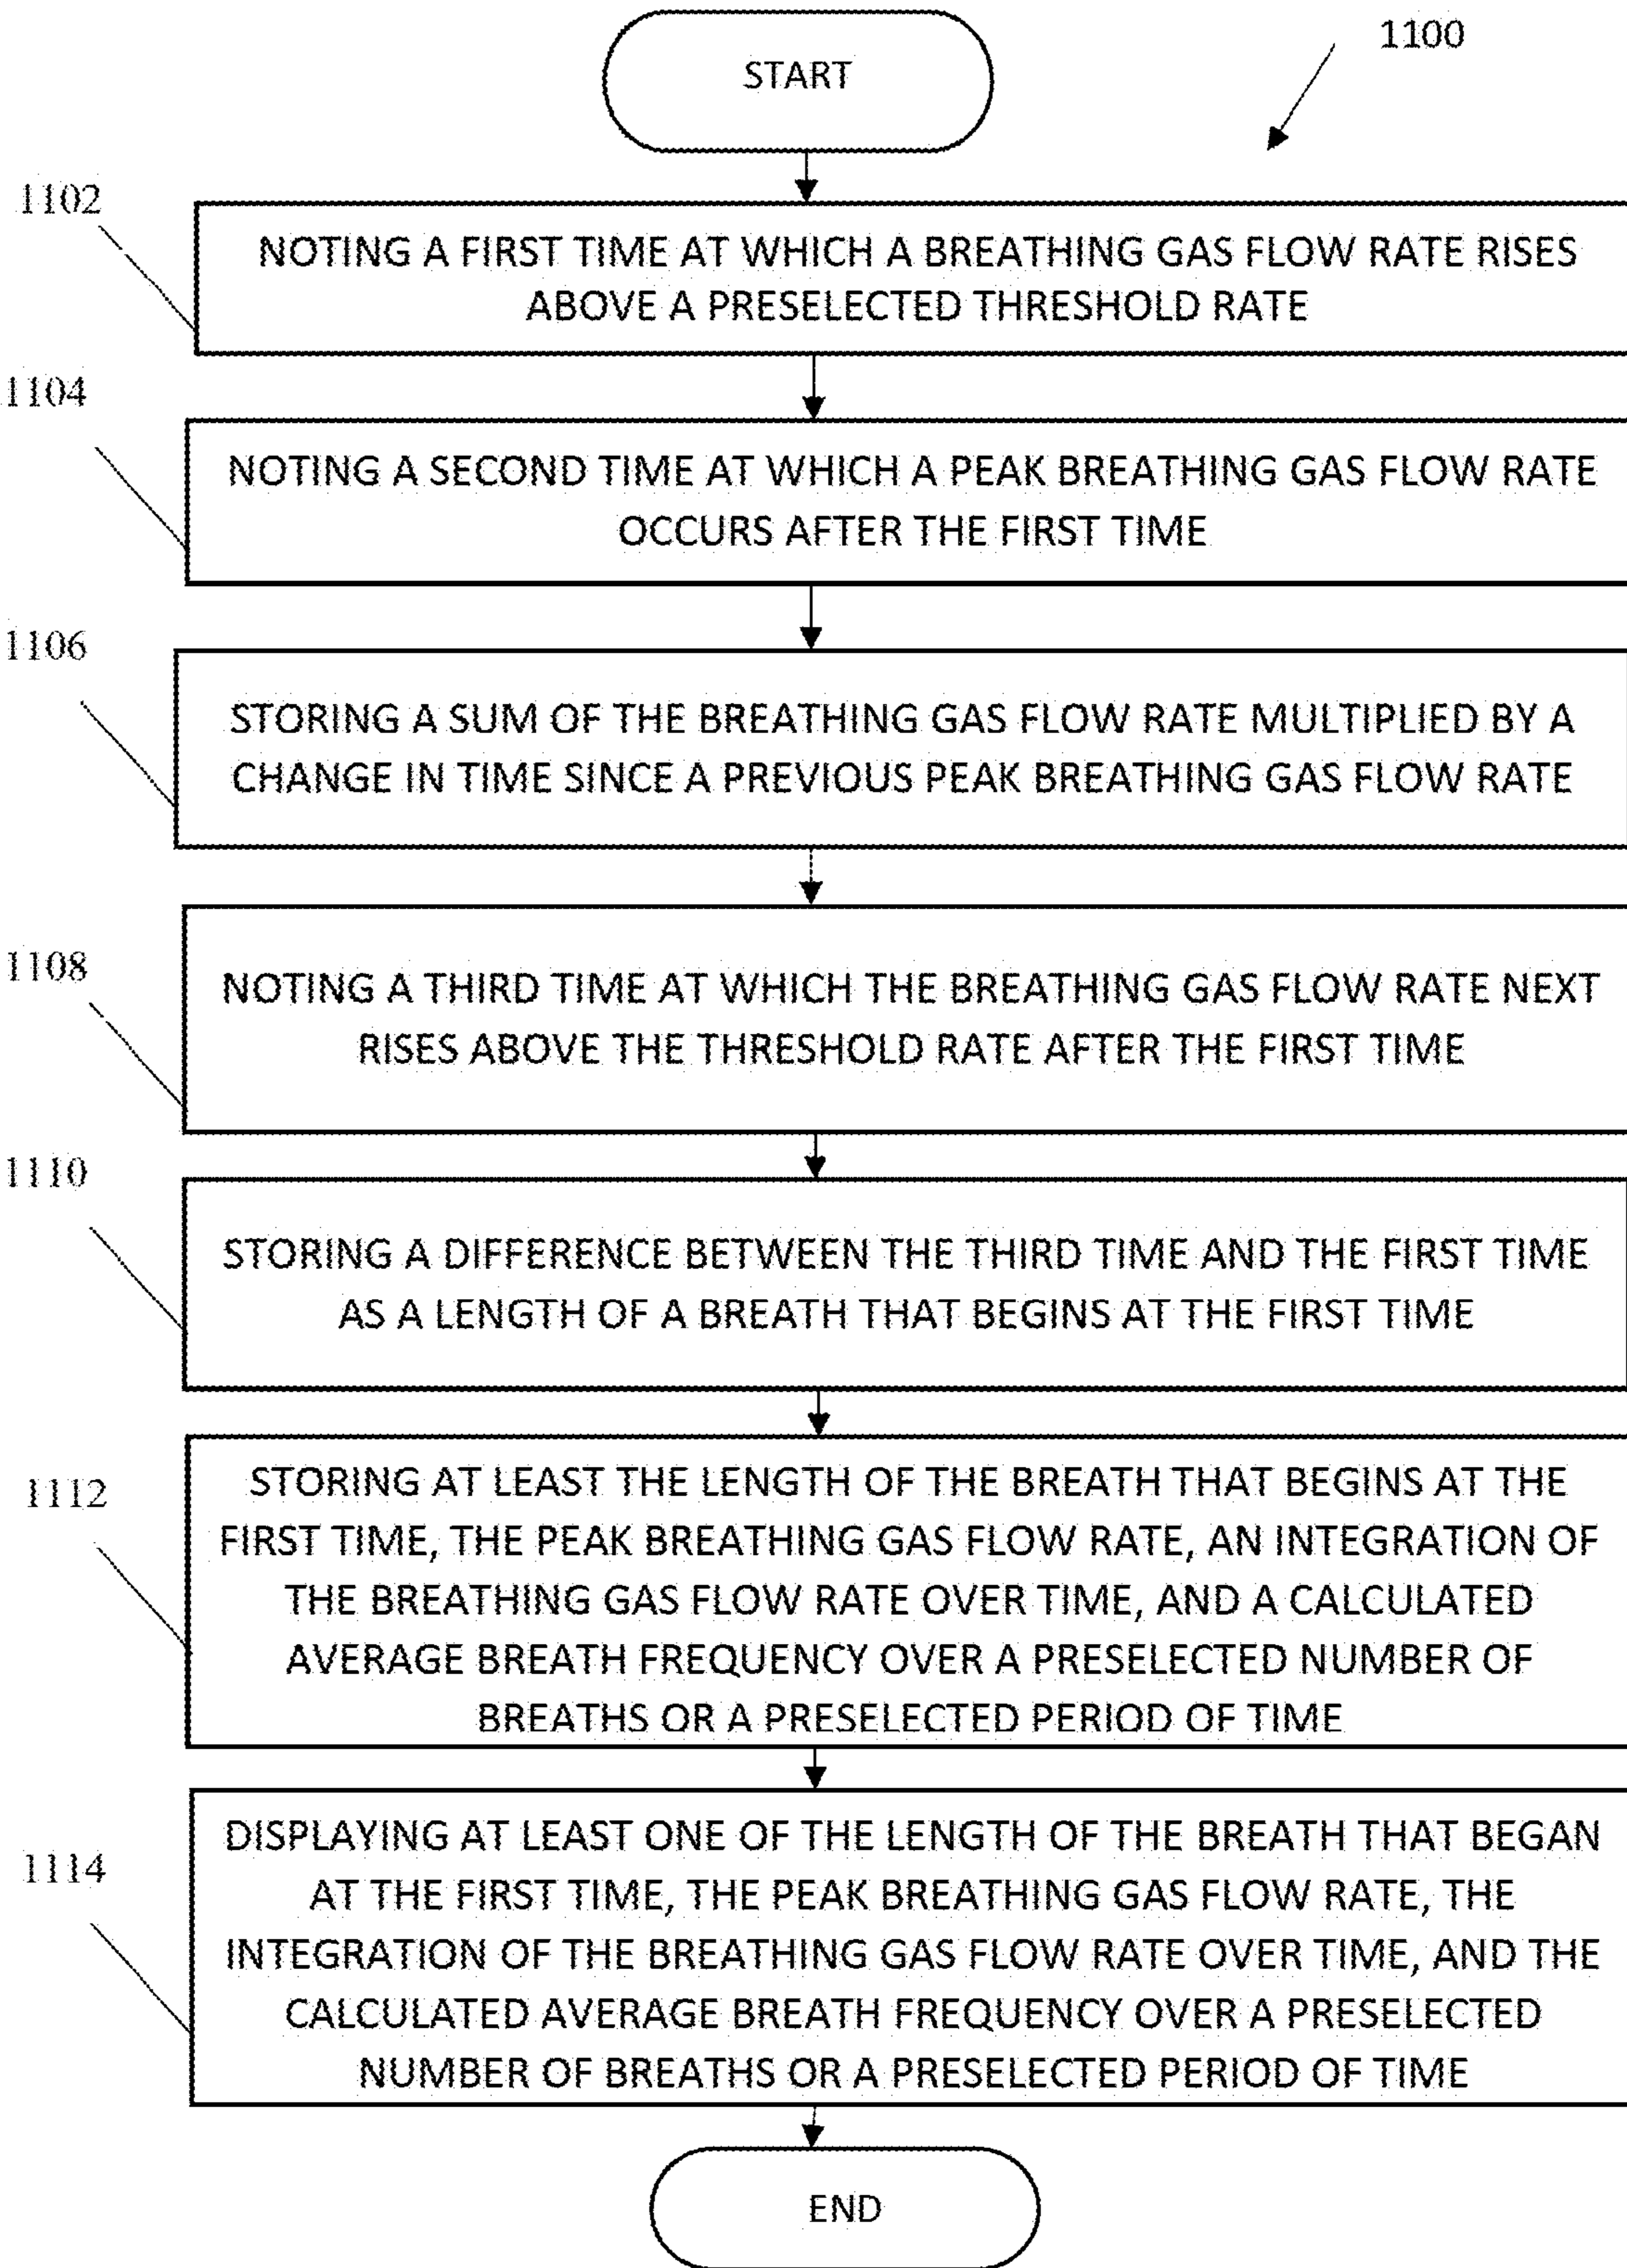 START
1100
1102
NOTING A FIRST TIME AT WHICH A BREATHING GAS FLOW RATE RISES
ABOVE A PRESELECTED THRESHOLD RATE
1104
NOTING A SECOND TIME AT WHICH A PEAK BREATHING GAS FLOW RATE
OCCURS AFTER THE FIRST TIME
1106
STORING A SUM OF THE BREATHING GAS FLOW RATE MULTIPLIED BY A
CHANGE IN TIME SINCE A PREVIOUS PEAK BREATHING GAS FLOW RATE
1108
NOTING A THIRD TIME AT WHICH THE BREATHING GAS FLOW RATE NEXT
RISES ABOVE THE THRESHOLD RATE AFTER THE FIRST TIME
1110
STORING A DIFFERENCE BETWEEN THE THIRD TIME AND THE FIRST TIME
AS A LENGTH OF A BREATH THAT BEGINS AT THE FIRST TIME
1112
STORING AT LEAST THE LENGTH OF THE BREATH THAT BEGINS AT THE
FIRST TIME, THE PEAK BREATHING GAS FLOW RATE, AN INTEGRATION OF
THE BREATHING GAS FLOW RATE OVER TIME, AND A CALCULATED
AVERAGE BREATH FREQUENCY OVER A PRESELECTED NUMBER OF
BREATHS OR A PRESELECTED PERIOD OF TIME
1114
DISPLAYING AT LEAST ONE OF THE LENGTH OF THE BREATH THAT BEGAN
AT THE FIRST TIME, THE PEAK BREATHING GAS FLOW RATE, THE
INTEGRATION OF THE BREATHING GAS FLOW RATE OVER TIME, AND THE
CALCULATED AVERAGE BREATH FREQUENCY OVER A PRESELECTED
NUMBER OF BREATHS OR A PRESELECTED PERIOD OF TIME
END